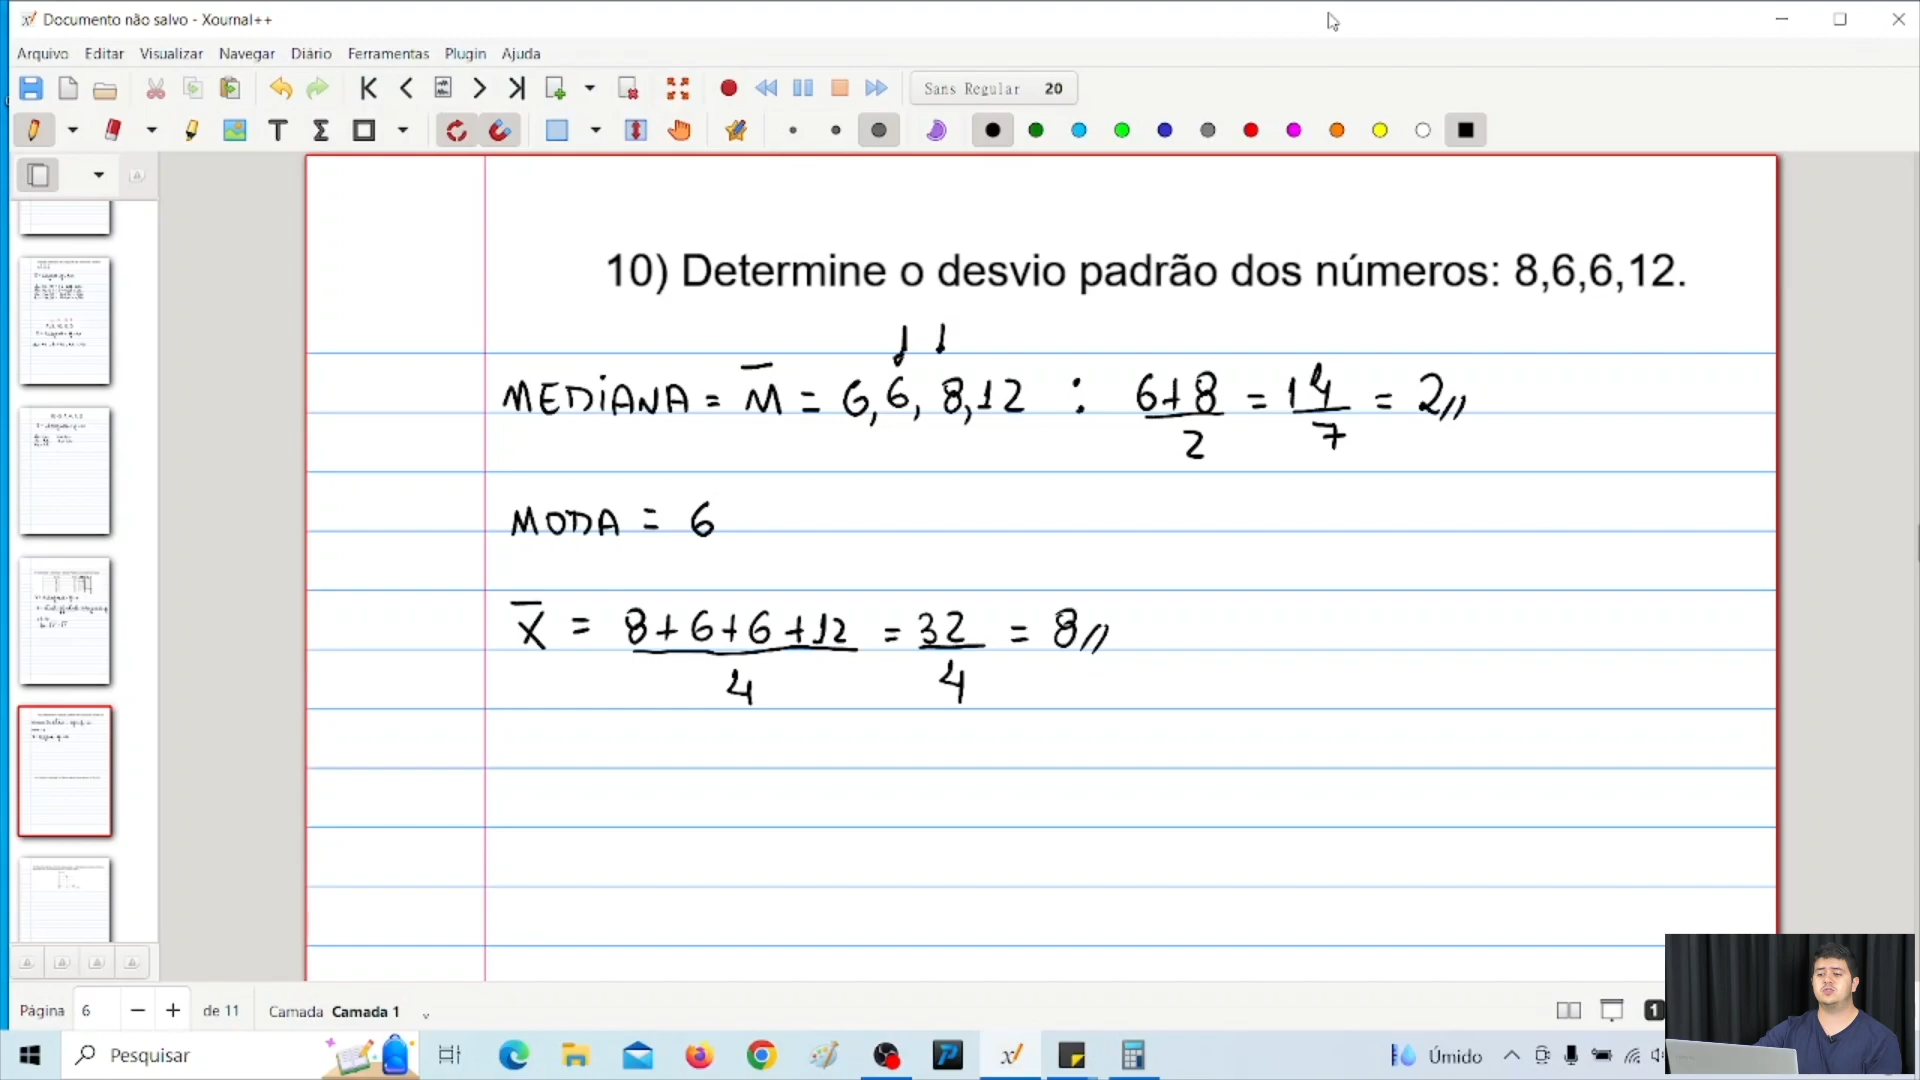 Documento não salvo - Xournal++
Arquivo Editar Visualizar Navegar Diário Ferramentas Plugin Ajuda
Sans Regular 20
10) Determine o desvio padrão dos números: 8,6,6,12.
MEDIANA = M = 6, 6, 8, 12 : 6+8 = 14 = 2//
2 7
MODA = 6
X = 8+6+6+12 = 32 = 8//
4 4
Página 6 de 11 Camada Camada 1
1
Pesquisar
Úmido